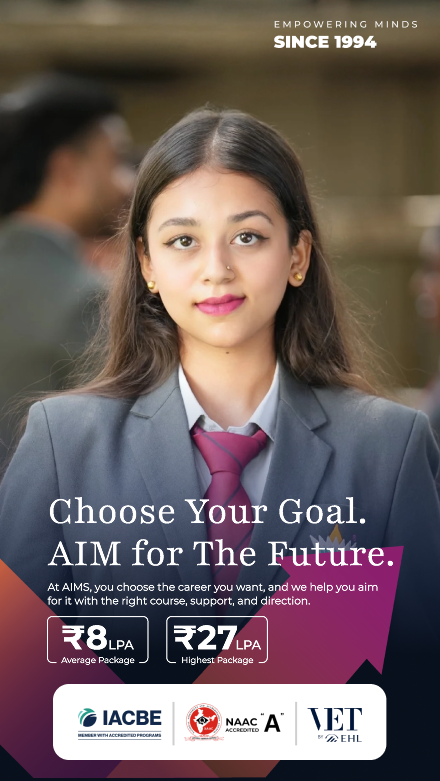 EMPOWERING MINDS
SINCE 1994
Choose Your Goal.
AIM for The Future.
At AIMS, you choose the career you want, and we help you aim
for it with the right course, support, and direction.
₹8LPA
Average Package
₹27LPA
Highest Package
IACBE
MEMBER WITH ACCREDITED PROGRAMS
NAAC "A"
ACCREDITED
VET
BY EHL